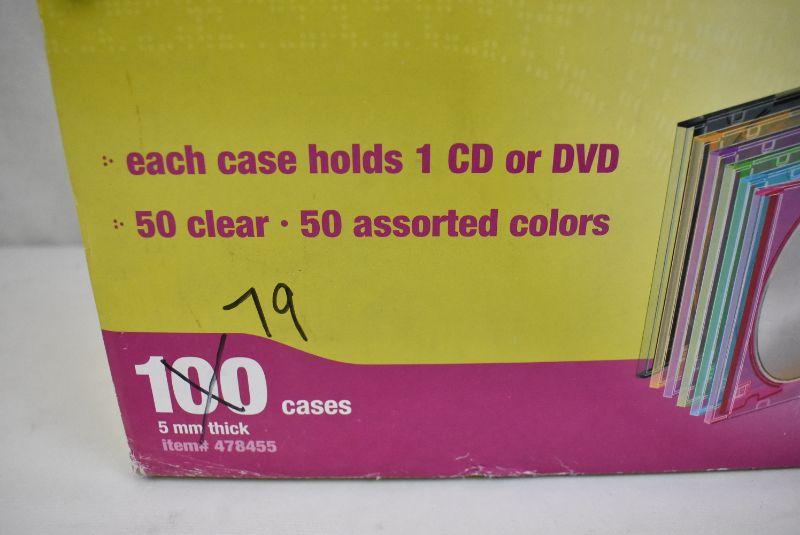 each case holds 1 CD or DVD
50 clear · 50 assorted colors
79
100 cases
5 mm thick
item# 478455